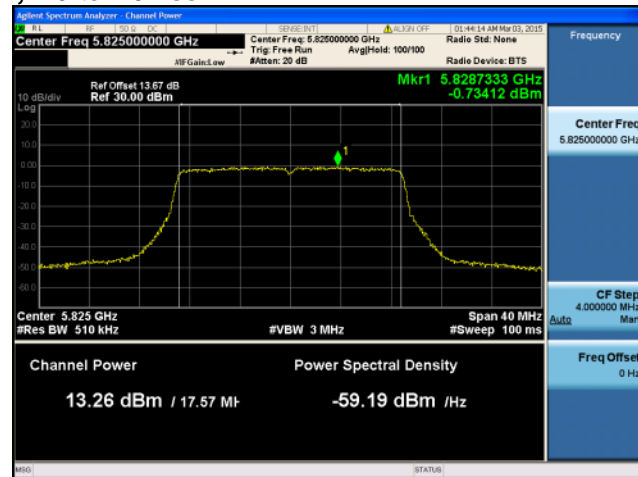 Agilent Spectrum Analyzer - Channel Power
RL RF 50 Ω DC SENSE:INT ALIGN OFF 01:44:14 AM Mar 03, 2015
Center Freq 5.825000000 GHz
Center Freq: 5.825000000 GHz
Radio Std: None
Trig: Free Run Avg|Hold: 100/100
#IFGain:Low #Atten: 20 dB Radio Device: BTS
Frequency
Ref Offset 13.67 dB
10 dB/div Ref 30.00 dBm
Mkr1 5.8287333 GHz
-0.73412 dBm
Log
20.0
10.0
0.00
-10.0
-20.0
-30.0
-40.0
-50.0
-60.0
1
Center 5.825 GHz Span 40 MHz
#Res BW 510 kHz #VBW 3 MHz #Sweep 100 ms
Channel Power
Power Spectral Density
13.26 dBm / 17.57 MH
-59.19 dBm /Hz
Center Freq
5.825000000 GHz
CF Step
4.000000 MHz
Auto Man
Freq Offset
0 Hz
MSG STATUS